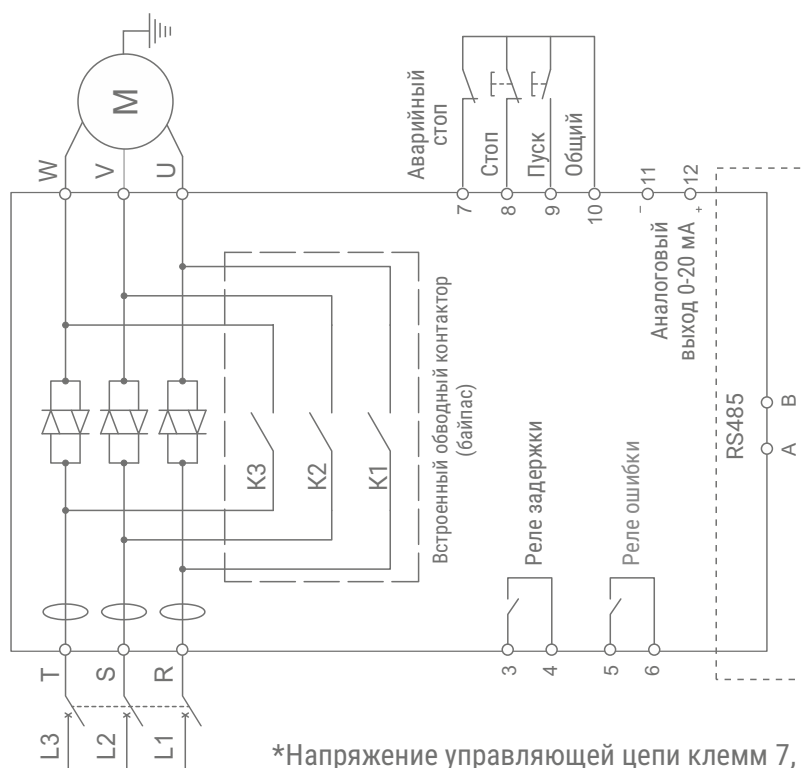 M
W
V
U
Аварийный
стоп
Стоп
Пуск
Общий
7
8
9
10
11
12
–
+
Аналоговый
выход 0-20 мА
Встроенный обводный контактор
(байпас)
K3
K2
K1
RS485
A
B
Реле задержки
Реле ошибки
3
4
5
6
T
S
R
L3
L2
L1
*Напряжение управляющей цепи клемм 7,